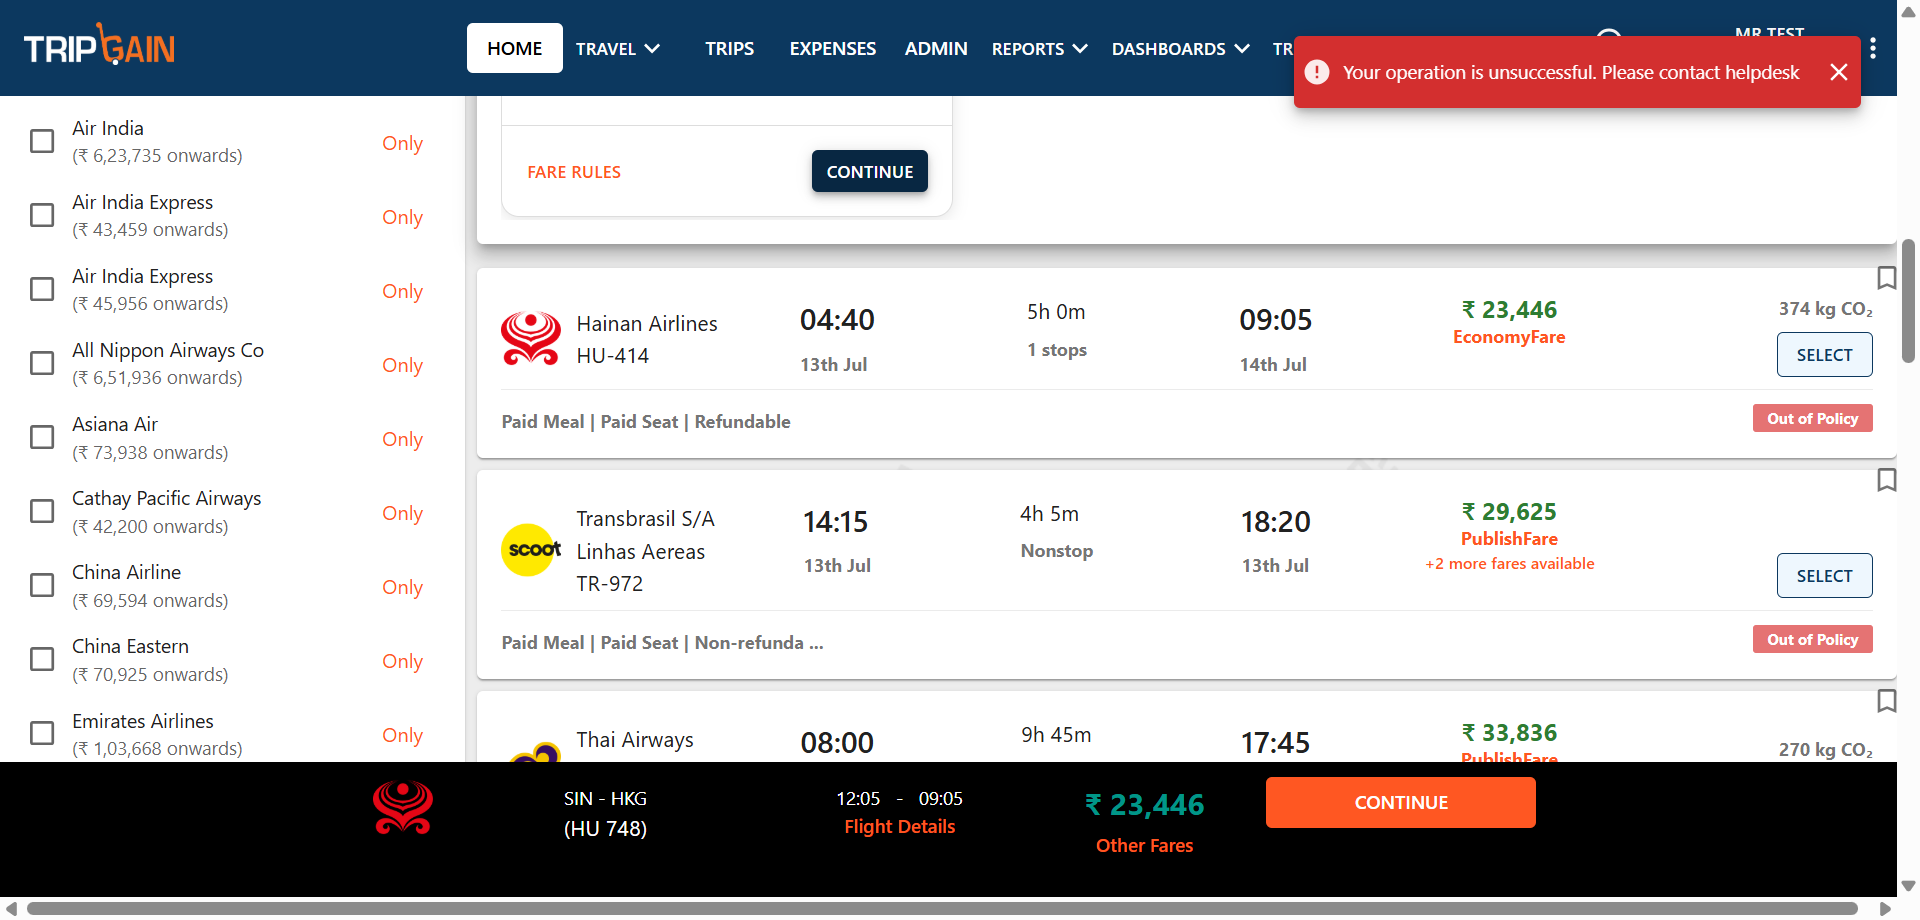 TRIPGAIN
HOME
TRAVEL
TRIPS
EXPENSES
ADMIN
REPORTS
DASHBOARDS
TR
MR TEST
Your operation is unsuccessful. Please contact helpdesk
Air India
(₹ 6,23,735 onwards)
Only
Air India Express
(₹ 43,459 onwards)
Only
Air India Express
(₹ 45,956 onwards)
Only
All Nippon Airways Co
(₹ 6,51,936 onwards)
Only
Asiana Air
(₹ 73,938 onwards)
Only
Cathay Pacific Airways
(₹ 42,200 onwards)
Only
China Airline
(₹ 69,594 onwards)
Only
China Eastern
(₹ 70,925 onwards)
Only
Emirates Airlines
(₹ 1,03,668 onwards)
Only
FARE RULES
CONTINUE
Hainan Airlines
HU-414
04:40
13th Jul
5h 0m
1 stops
09:05
14th Jul
₹ 23,446
EconomyFare
374 kg CO₂
SELECT
Paid Meal | Paid Seat | Refundable
Out of Policy
scoot
Transbrasil S/A
Linhas Aereas
TR-972
14:15
13th Jul
4h 5m
Nonstop
18:20
13th Jul
₹ 29,625
PublishFare
+2 more fares available
SELECT
Paid Meal | Paid Seat | Non-refunda ...
Out of Policy
Thai Airways
08:00
9h 45m
17:45
₹ 33,836
PublishFare
270 kg CO₂
SIN - HKG
(HU 748)
12:05 - 09:05
Flight Details
₹ 23,446
Other Fares
CONTINUE